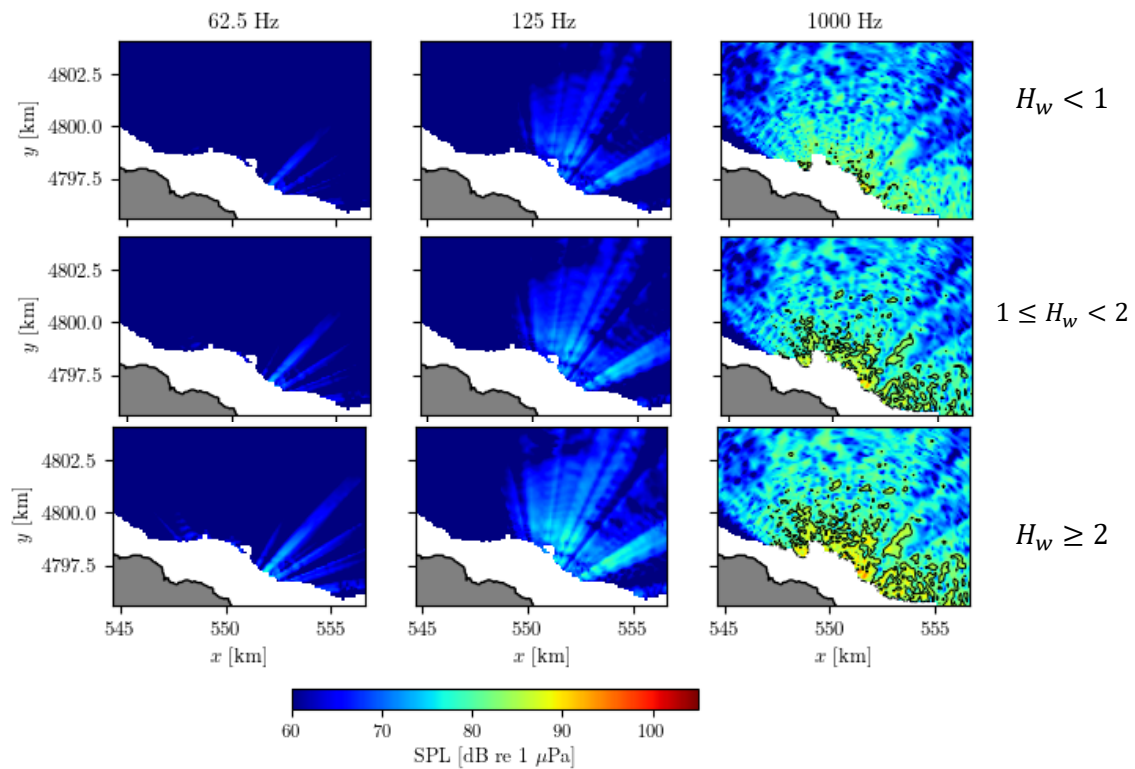 62.5 Hz 125 Hz 1000 Hz
4802.5
4800.0
4797.5
y [km]
H_w < 1
4802.5
4800.0
4797.5
y [km]
1 ≤ H_w < 2
4802.5
4800.0
4797.5
y [km]
H_w ≥ 2
545 550 555 545 550 555 545 550 555
x [km] x [km] x [km]
60 70 80 90 100
SPL [dB re 1 μPa]